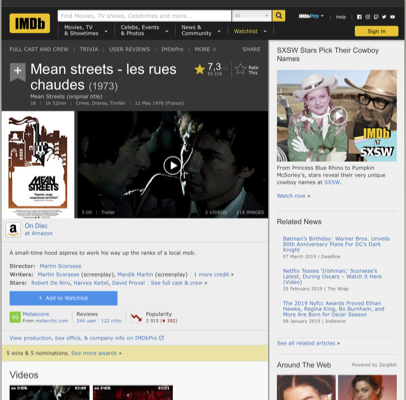 IMDb
Find Movies, TV shows, Celebrities and more...
All
IMDbPro
Help
Movies, TV
& Showtimes
Celebs, Events
& Photos
News &
Community
Watchlist
Sign in
FULL CAST AND CREW | TRIVIA | USER REVIEWS | IMDbPro | MORE
SHARE
Mean streets - les rues
chaudes (1973)
Mean Streets (original title)
16 | 1h 52min | Crime, Drama, Thriller | 12 May 1976 (France)
7,3
Rate
This
MEAN
STREETS
3:00 | Trailer
2 VIDEOS
118 IMAGES
a
On Disc
at Amazon
A small-time hood aspires to work his way up the ranks of a local mob.
Director: Martin Scorsese
Writers: Martin Scorsese (screenplay), Mardik Martin (screenplay) | 1 more credit »
Stars: Robert De Niro, Harvey Keitel, David Proval | See full cast & crew »
+ Add to Watchlist
96
Metascore
From metacritic.com
Reviews
244 user | 122 critic
Popularity
2 915 ( 392)
View production, box office, & company info on IMDbPro
5 wins & 5 nominations. See more awards »
Videos
SXSW Stars Pick Their Cowboy
Names
IMDb
AT
SXSW
From Princess Blue Rhino to Pumpkin
McSorley's, stars reveal their very unique
cowboy names at SXSW.
Watch now »
Related News
Batman's Birthday: Warner Bros. Unveils
80th Anniversary Plans For DC's Dark
Knight
07 March 2019 | Deadline
Netflix Teases 'Irishman,' Scorsese's
Latest, During Oscars – Watch It Here
(Video)
25 February 2019 | The Wrap
The 2019 Nyfcc Awards Proved Ethan
Hawke, Regina King, Bo Burnham, and
More Are Born for Oscar Season
08 January 2019 | Indiewire
See all related articles »
Around The Web
Powered by ZergNet